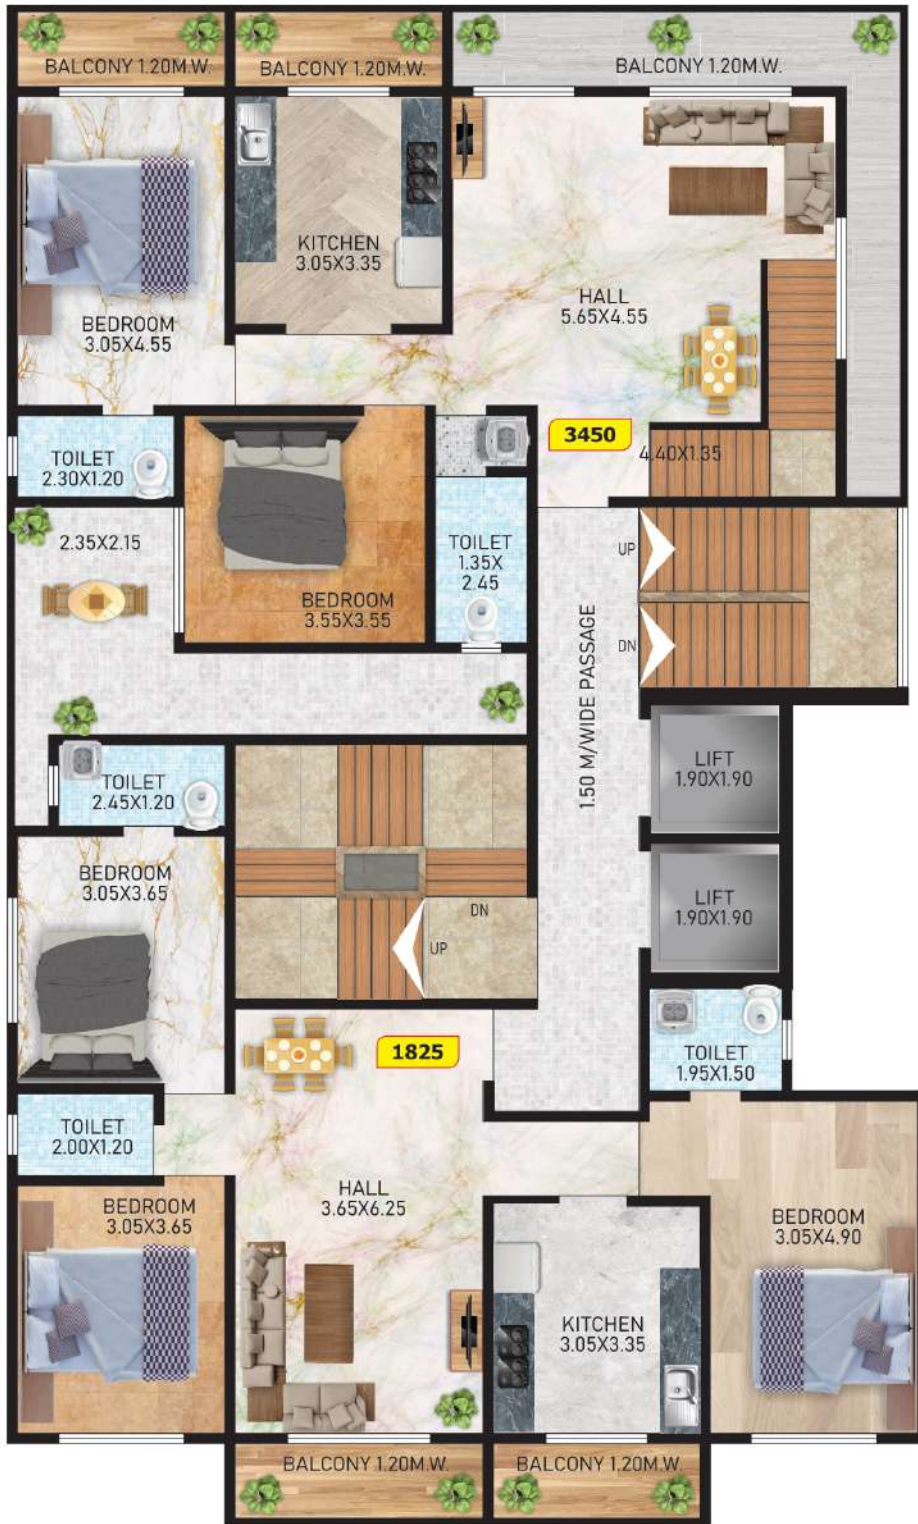 BALCONY 1.20M.W.
BALCONY 1.20M.W.
BALCONY 1.20M.W.
KITCHEN
3.05X3.35
HALL
5.65X4.55
BEDROOM
3.05X4.55
3450
4.40X1.35
TOILET
2.30X1.20
2.35X2.15
TOILET
1.35X
2.45
BEDROOM
3.55X3.55
UP
DN
1.50 M/WIDE PASSAGE
LIFT
1.90X1.90
TOILET
2.45X1.20
BEDROOM
3.05X3.65
LIFT
1.90X1.90
DN
UP
1825
TOILET
1.95X1.50
TOILET
2.00X1.20
HALL
3.65X6.25
BEDROOM
3.05X3.65
BEDROOM
3.05X4.90
KITCHEN
3.05X3.35
BALCONY 1.20M.W.
BALCONY 1.20M.W.